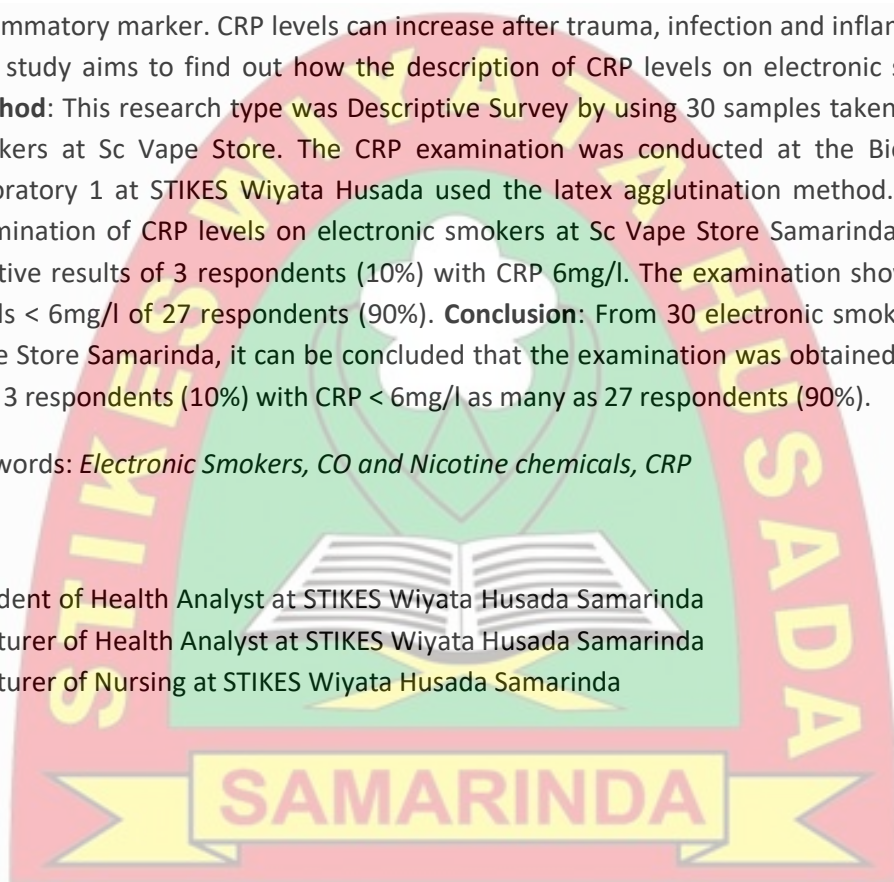 mmatory marker. CRP levels can increase after trauma, infection and inflar
study aims to find out how the description of CRP levels on electronic s
hod: This research type was Descriptive Survey by using 30 samples taken
kers at Sc Vape Store. The CRP examination was conducted at the Bi
oratory 1 at STIKES Wiyata Husada used the latex agglutination method.
mination of CRP levels on electronic smokers at Sc Vape Store Samarinda
tive results of 3 respondents (10%) with CRP 6mg/l. The examination sho
ls < 6mg/l of 27 respondents (90%). Conclusion: From 30 electronic smok
e Store Samarinda, it can be concluded that the examination was obtained
3 respondents (10%) with CRP < 6mg/l as many as 27 respondents (90%).
words: Electronic Smokers, CO and Nicotine chemicals, CRP
dent of Health Analyst at STIKES Wiyata Husada Samarinda
turer of Health Analyst at STIKES Wiyata Husada Samarinda
turer of Nursing at STIKES Wiyata Husada Samarinda
STIKES WIYATA HUSADA
SAMARINDA